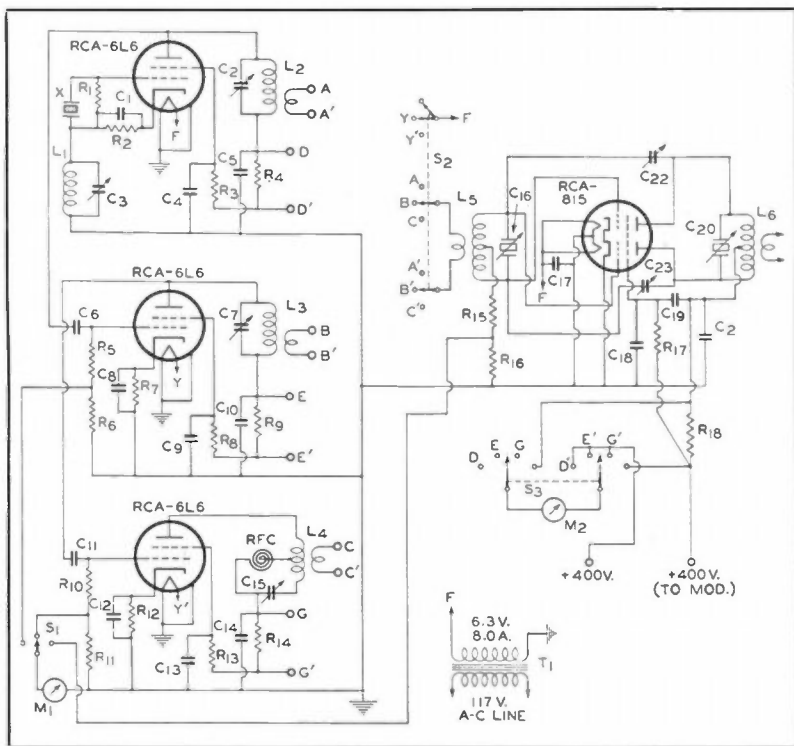 RCA-6L6
X
R1
C1
R2
F
L1
C3
C4
C2
L2
A
A'
C5
D
R3
R4
D'
RCA-6L6
C6
R5
R6
C8
R7
Y
C9
C7
L3
B
B'
C10
E
R8
R9
E'
RCA-6L6
C11
R10
R11
C12
R12
Y'
C13
RFC
L4
C
C'
C15
C14
G
R13
R14
G'
S1
M1
Y
F
Y'
S2
A
B
C
A'
B'
C'
L5
C16
RCA-
815
C22
C20
L6
C17
F
C23
C19
R15
R16
C18
R17
C2
R18
D
E
G
D'
E'
G'
S3
M2
+400V.
+400V.
(TO MOD.)
F
6.3 V.
8.0 A.
T1
117 V.
A-C LINE